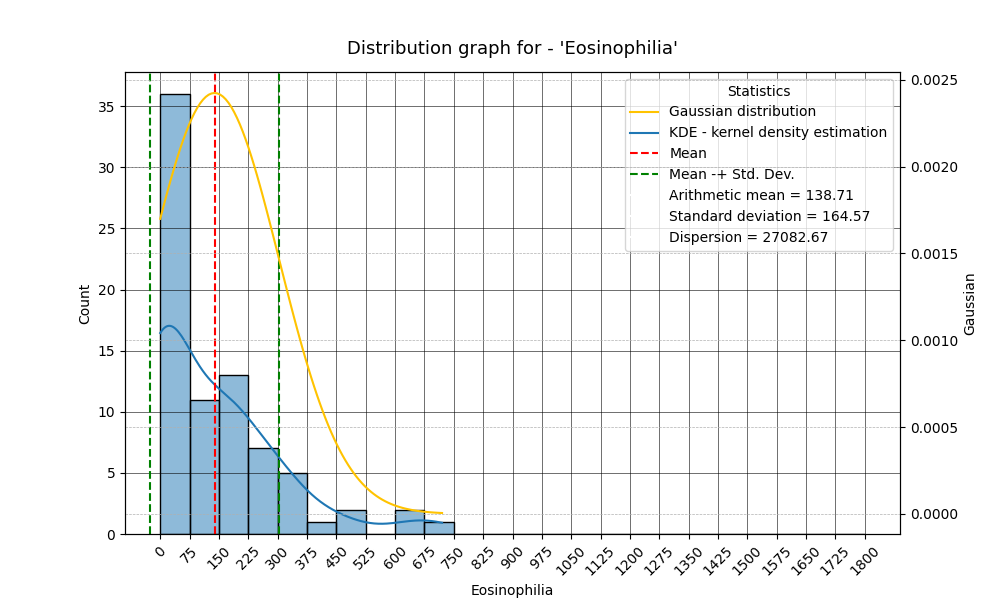 Distribution graph for - 'Eosinophilia'
Statistics
Gaussian distribution
KDE - kernel density estimation
Mean
Mean -+ Std. Dev.
Arithmetic mean = 138.71
Standard deviation = 164.57
Dispersion = 27082.67
Count
35
30
25
20
15
10
5
0
0.0025
0.0020
0.0015
0.0010
0.0005
0.0000
Gaussian
0 75 150 225 300 375 450 525 600 675 750 825 900 975 1050 1125 1200 1275 1350 1425 1500 1575 1650 1725 1800
Eosinophilia